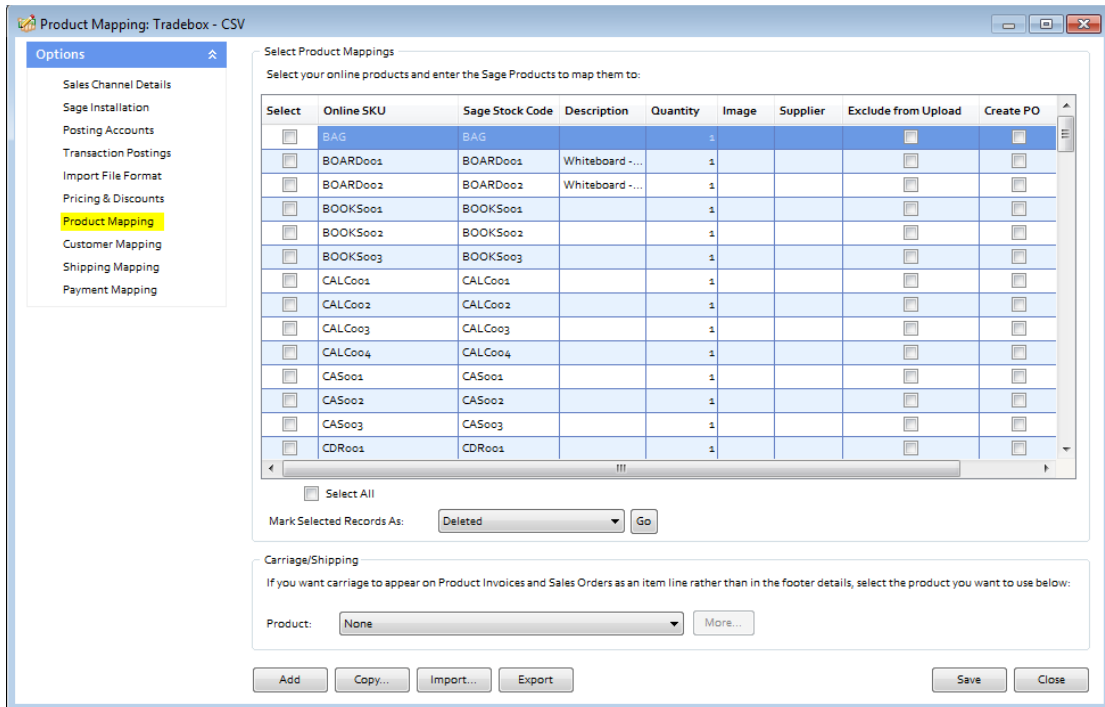 Product Mapping: Tradebox - CSV
Options
Sales Channel Details
Sage Installation
Posting Accounts
Transaction Postings
Import File Format
Pricing & Discounts
Product Mapping
Customer Mapping
Shipping Mapping
Payment Mapping
Select Product Mappings
Select your online products and enter the Sage Products to map them to:
Select Online SKU Sage Stock Code Description Quantity Image Supplier Exclude from Upload Create PO
BAG BAG 1
BOARD001 BOARD001 Whiteboard -... 1
BOARD002 BOARD002 Whiteboard -... 1
BOOKS001 BOOKS001 1
BOOKS002 BOOKS002 1
BOOKS003 BOOKS003 1
CALC001 CALC001 1
CALC002 CALC002 1
CALC003 CALC003 1
CALC004 CALC004 1
CAS001 CAS001 1
CAS002 CAS002 1
CAS003 CAS003 1
CDR001 CDR001 1
Select All
Mark Selected Records As: Deleted Go
Carriage/Shipping
If you want carriage to appear on Product Invoices and Sales Orders as an item line rather than in the footer details, select the product you want to use below:
Product: None More...
Add Copy... Import... Export Save Close